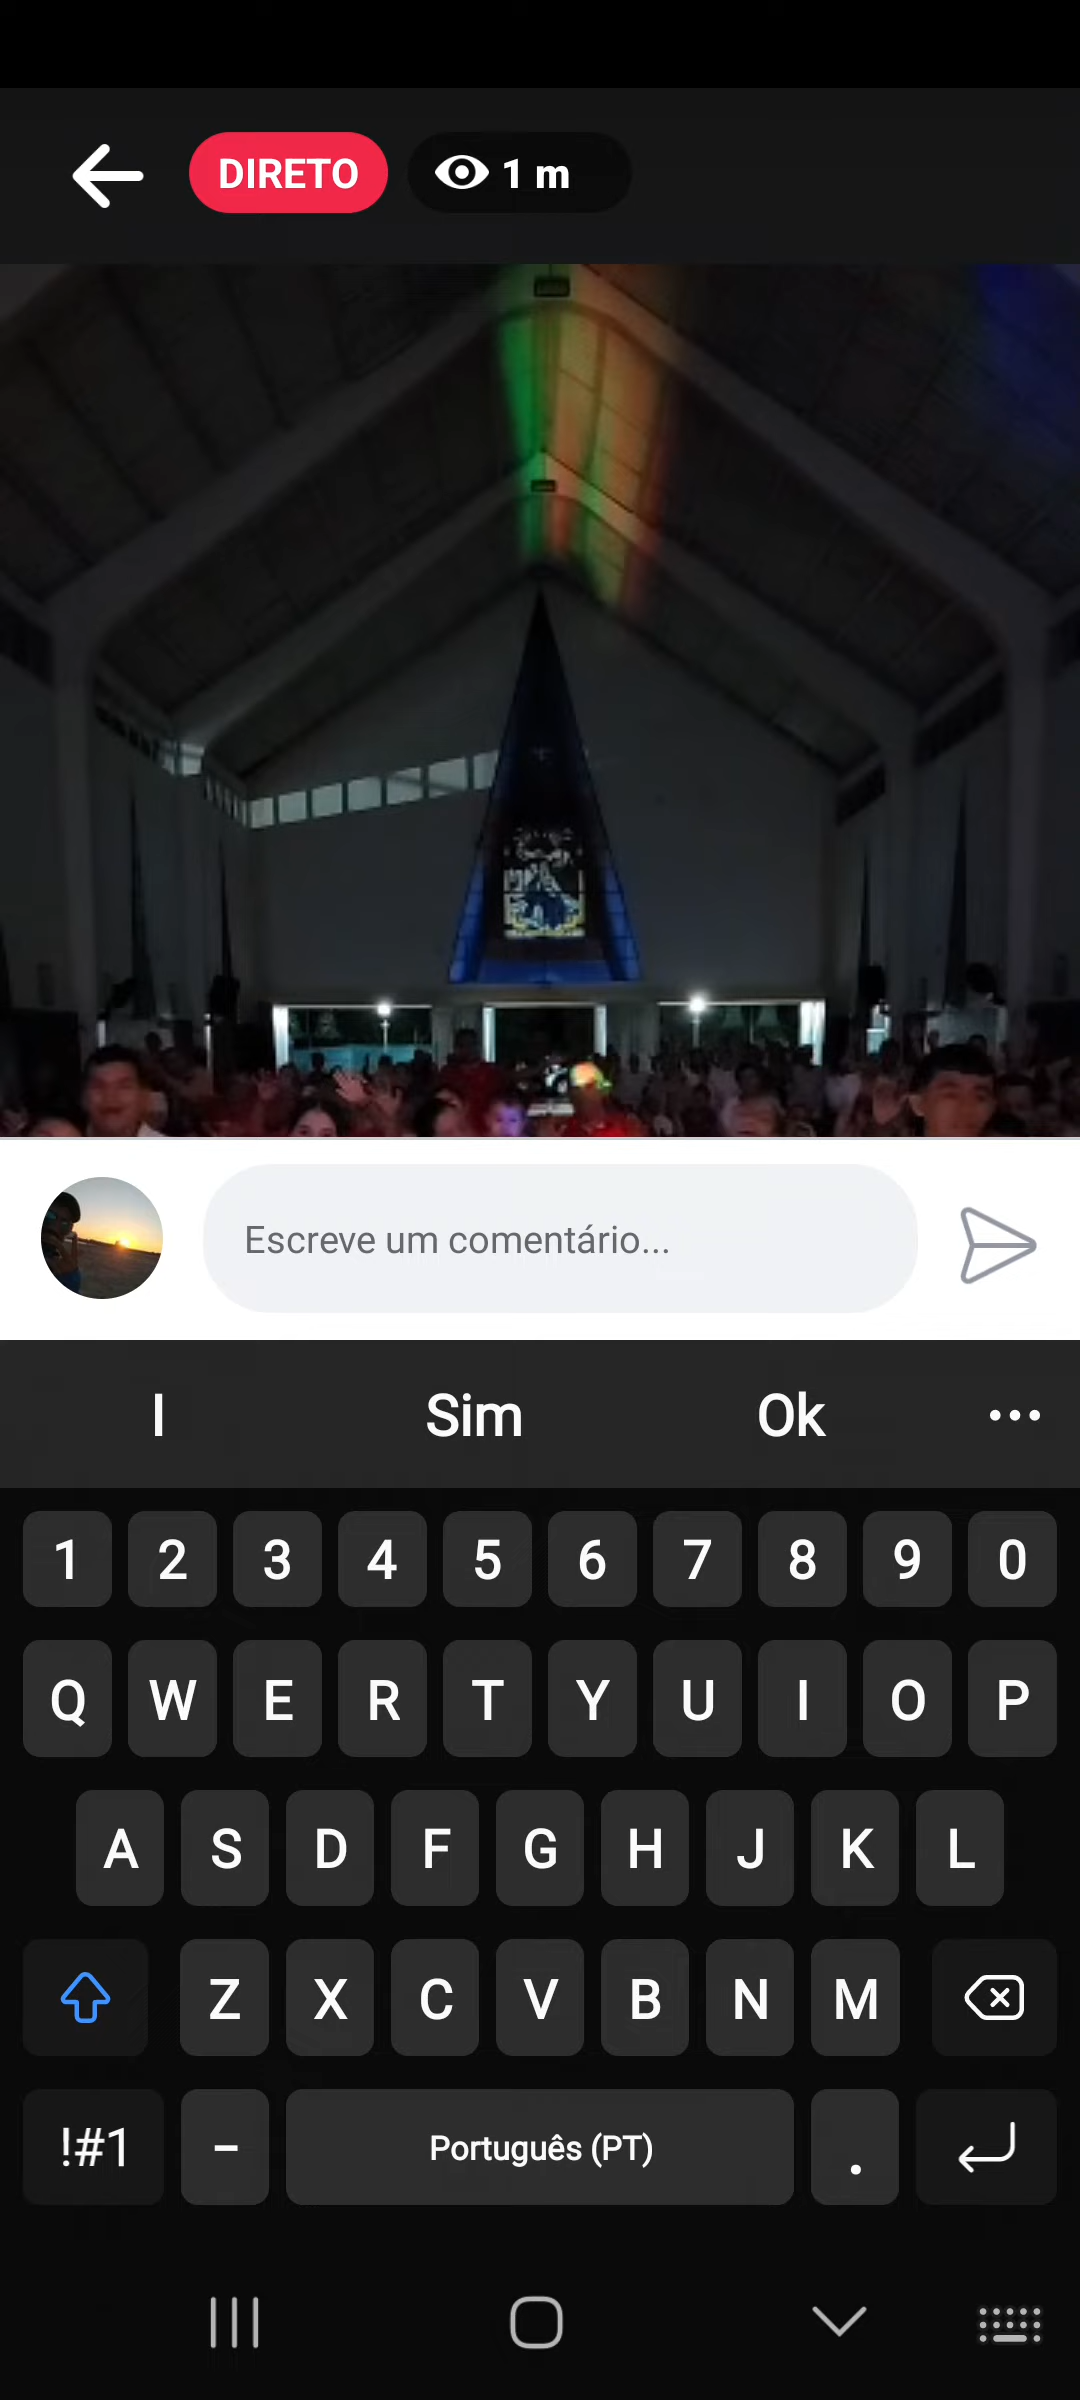 DIRETO 1 m
Escreve um comentário...
I Sim Ok
1 2 3 4 5 6 7 8 9 0
Q W E R T Y U I O P
A S D F G H J K L
Z X C V B N M
!#1 - Português (PT) .